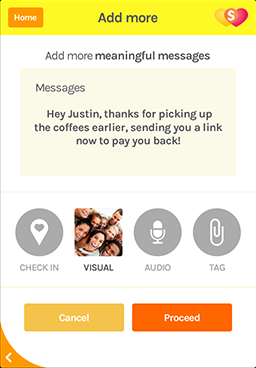 Home
Add more
$
Add more meaningful messages
Messages
Hey Justin, thanks for picking up
the coffees earlier, sending you a link
now to pay you back!
CHECK IN
VISUAL
AUDIO
TAG
Cancel
Proceed